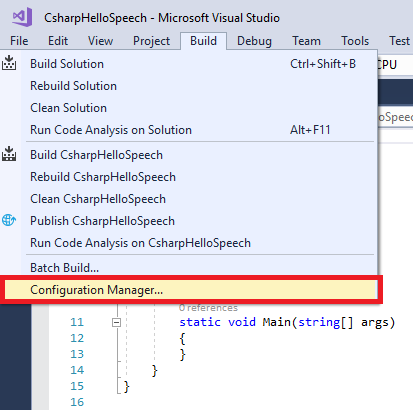 CsharpHelloSpeech - Microsoft Visual Studio
File Edit View Project Build Debug Team Tools Test
Build Solution Ctrl+Shift+B
CPU
Rebuild Solution
Clean Solution
Run Code Analysis on Solution Alt+F11
Build CsharpHelloSpeech
Rebuild CsharpHelloSpeech
Clean CsharpHelloSpeech
Publish CsharpHelloSpeech
Run Code Analysis on CsharpHelloSpeech
Batch Build...
Configuration Manager...
0 references
11 static void Main(string[] args)
12 {
13 }
14 }
15 }
16